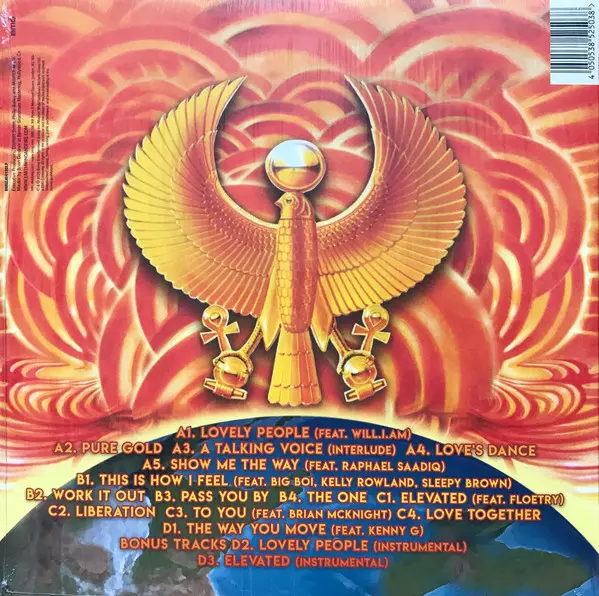 4 050538 525038 >
A1. LOVELY PEOPLE (FEAT. WILL.I.AM)
A2. PURE GOLD A3. A TALKING VOICE (INTERLUDE) A4. LOVE'S DANCE
A5. SHOW ME THE WAY (FEAT. RAPHAEL SAADIQ)
B1. THIS IS HOW I FEEL (FEAT. BIG BOI, KELLY ROWLAND, SLEEPY BROWN)
B2. WORK IT OUT B3. PASS YOU BY B4. THE ONE C1. ELEVATED (FEAT. FLOETRY)
C2. LIBERATION C3. TO YOU (FEAT. BRIAN MCKNIGHT) C4. LOVE TOGETHER
D1. THE WAY YOU MOVE (FEAT. KENNY G)
BONUS TRACKS D2. LOVELY PEOPLE (INSTRUMENTAL)
D3. ELEVATED (INSTRUMENTAL)